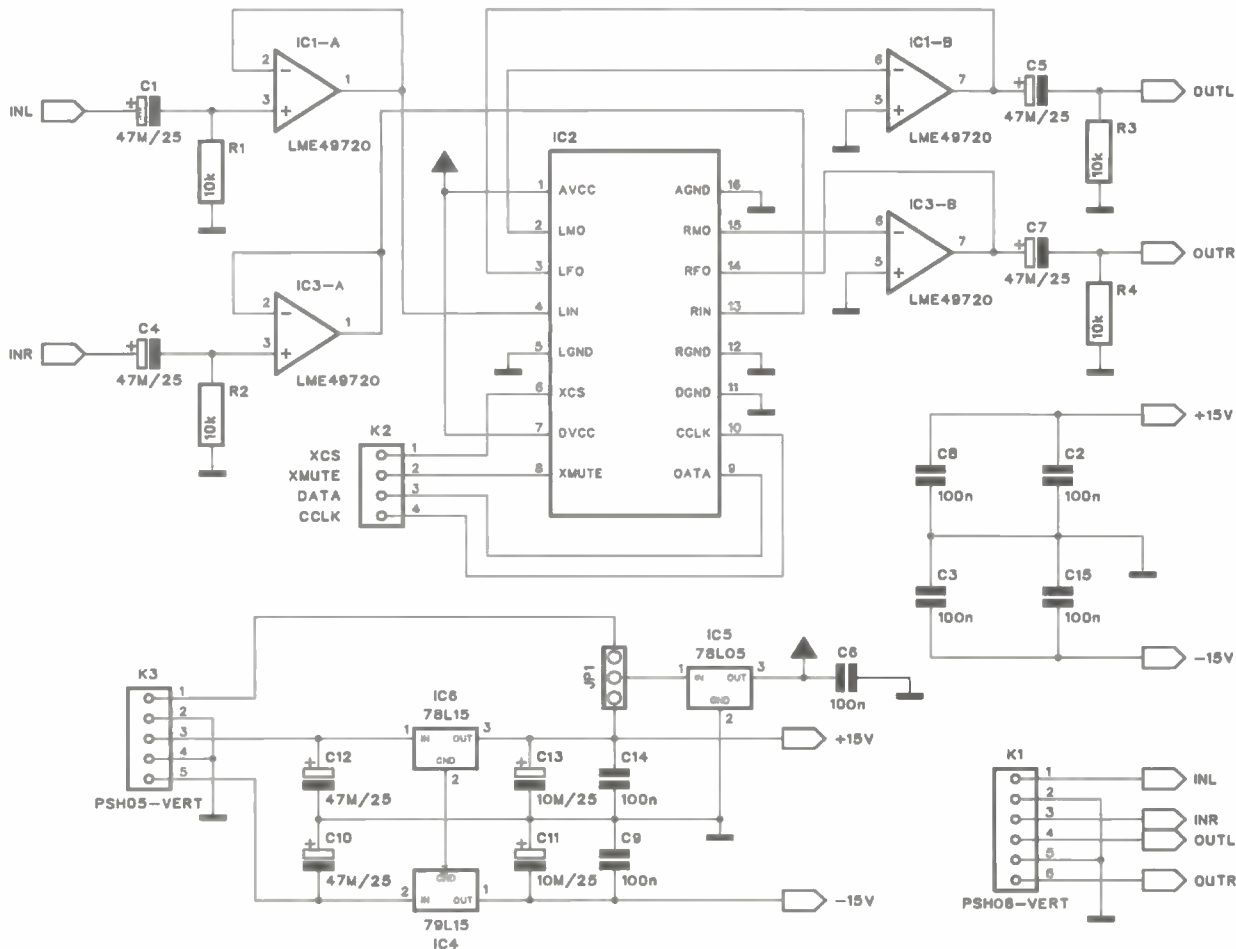 IC1-A
2
1
3
LME49720
INL
C1
47M/25
R1
10k
IC3-A
2
1
3
LME49720
INR
C4
47M/25
R2
10k
IC2
1 AVCC AGND 16
2 LMO RMO 15
3 LFO RFO 14
4 LIN RIN 13
5 LGND RGND 12
6 XCS DGND 11
7 DVCC CCLK 10
8 XMUTE DATA 9
IC1-B
6
7
5
LME49720
C5
47M/25
R3
10k
OUTL
IC3-B
6
7
5
LME49720
C7
47M/25
R4
10k
OUTR
K2
XCS 1
XMUTE 2
DATA 3
CCLK 4
+15V
C8
100n
C2
100n
C3
100n
C15
100n
-15V
K3
1
2
3
4
5
PSH05-VERT
JP1
IC5
78L05
1 IN OUT 3
GND
2
C6
100n
IC6
78L15
1 IN OUT 3
GND
2
+15V
C12
47M/25
C13
10M/25
C14
100n
C10
47M/25
C11
10M/25
C9
100n
GND
2 IN OUT 1
79L15
IC4
-15V
K1
1 INL
2
3 INR
4 OUTL
5
6 OUTR
PSH06-VERT